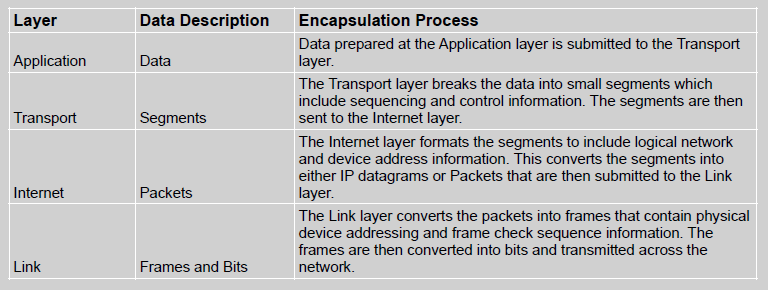 Layer Data Description Encapsulation Process
Data prepared at the Application layer is submitted to the Transport
Application Data layer.
The Transport layer breaks the data into small segments which
include sequencing and control information. The segments are then
Transport Segments sent to the Internet layer.
The Internet layer formats the segments to include logical network
and device address information. This converts the segments into
either IP datagrams or Packets that are then submitted to the Link
Internet Packets layer.
The Link layer converts the packets into frames that contain physical
device addressing and frame check sequence information. The
frames are then converted into bits and transmitted across the
Link Frames and Bits network.